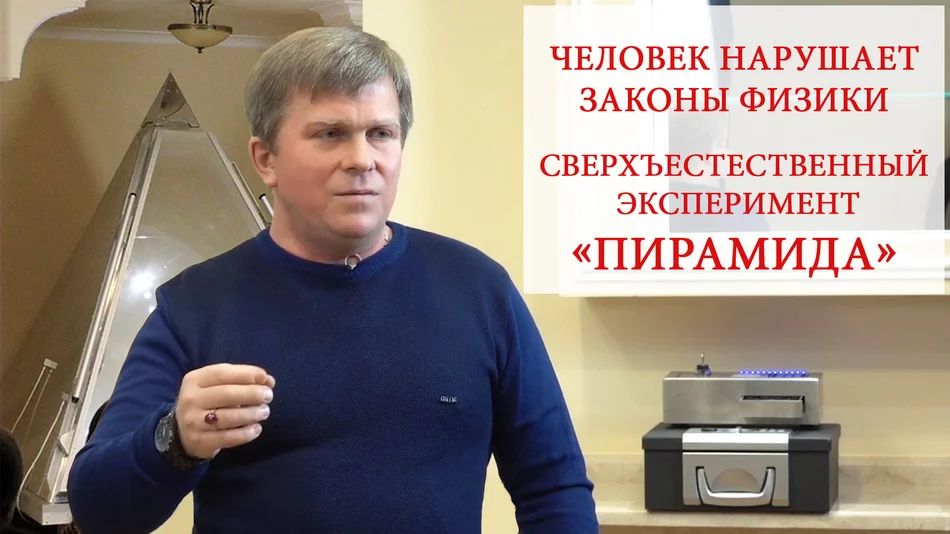 ЧЕЛОВЕК НАРУШАЕТ
ЗАКОНЫ ФИЗИКИ
СВЕРХЪЕСТЕСТВЕННЫЙ
ЭКСПЕРИМЕНТ
«ПИРАМИДА»